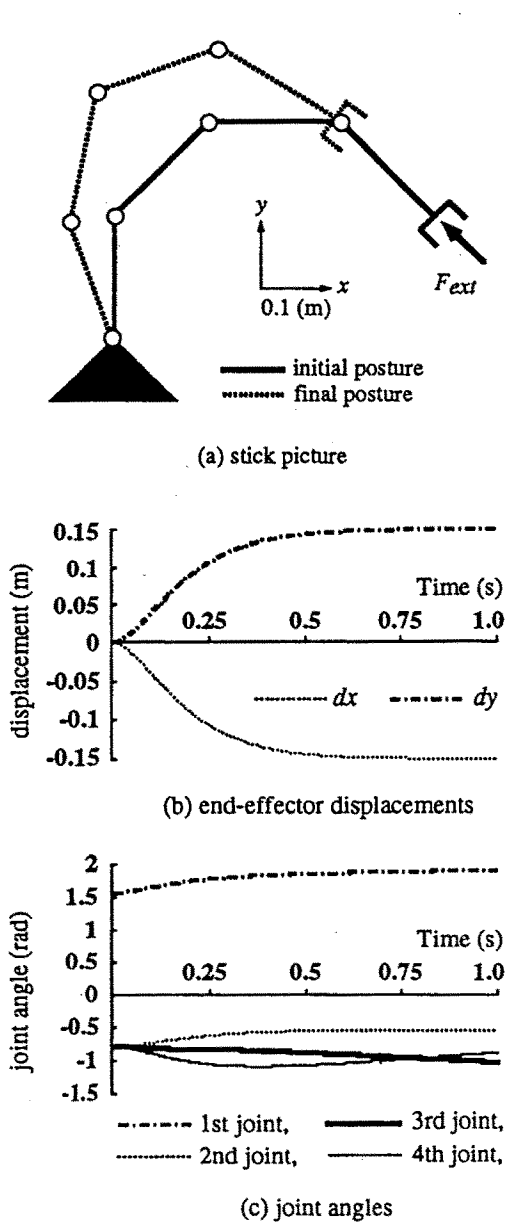 y
x
0.1 (m)
Fext
initial posture
final posture
(a) stick picture
displacement (m)
0.15
0.1
0.05
0
-0.05
-0.1
-0.15
Time (s)
0.25 0.5 0.75 1.0
dx dy
(b) end-effector displacements
joint angle (rad)
2
1.5
1
0.5
0
-0.5
-1
-1.5
Time (s)
0.25 0.5 0.75 1.0
1st joint, 3rd joint,
2nd joint, 4th joint,
(c) joint angles